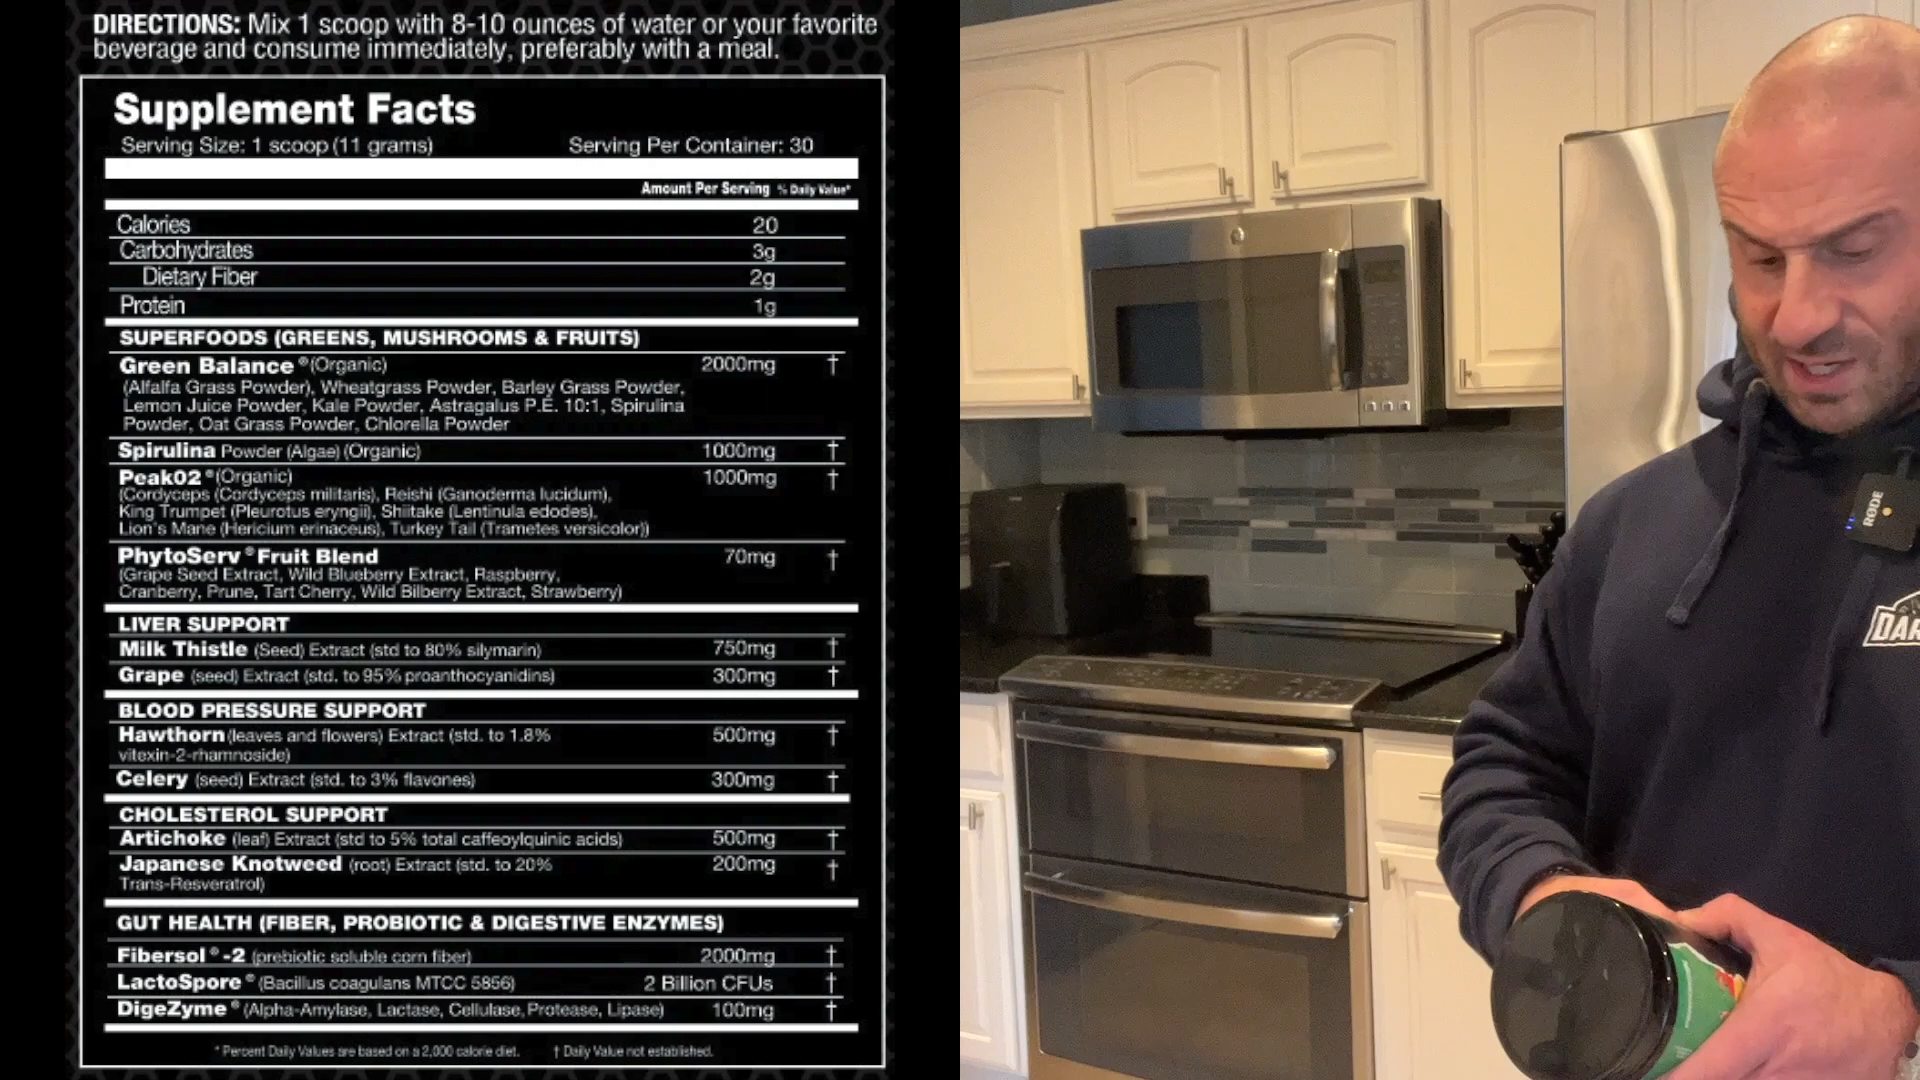 DIRECTIONS: Mix 1 scoop with 8-10 ounces of water or your favorite
beverage and consume immediately, preferably with a meal.
Supplement Facts
Serving Size: 1 scoop (11 grams) Serving Per Container: 30
Amount Per Serving % Daily Value*
Calories 20
Carbohydrates 3g
Dietary Fiber 2g
Protein 1g
SUPERFOODS (GREENS, MUSHROOMS & FRUITS)
Green Balance®(Organic) 2000mg †
(Alfalfa Grass Powder), Wheatgrass Powder, Barley Grass Powder,
Lemon Juice Powder, Kale Powder, Astragalus P.E. 10:1, Spirulina
Powder, Oat Grass Powder, Chlorella Powder
Spirulina Powder (Algae) (Organic) 1000mg †
Peak02®(Organic) 1000mg †
(Cordyceps (Cordyceps militaris), Reishi (Ganoderma lucidum),
King Trumpet (Pleurotus eryngii), Shiitake (Lentinula edodes),
Lion's Mane (Hericium erinaceus), Turkey Tail (Trametes versicolor))
PhytoServ® Fruit Blend 70mg †
(Grape Seed Extract, Wild Blueberry Extract, Raspberry,
Cranberry, Prune, Tart Cherry, Wild Bilberry Extract, Strawberry)
LIVER SUPPORT
Milk Thistle (Seed) Extract (std to 80% silymarin) 750mg †
Grape (seed) Extract (std. to 95% proanthocyanidins) 300mg †
BLOOD PRESSURE SUPPORT
Hawthorn (leaves and flowers) Extract (std. to 1.8% 500mg †
vitexin-2-rhamnoside)
Celery (seed) Extract (std. to 3% flavones) 300mg †
CHOLESTEROL SUPPORT
Artichoke (leaf) Extract (std to 5% total caffeoylquinic acids) 500mg †
Japanese Knotweed (root) Extract (std. to 20% 200mg †
Trans-Resveratrol)
GUT HEALTH (FIBER, PROBIOTIC & DIGESTIVE ENZYMES)
Fibersol®-2 (prebiotic soluble corn fiber) 2000mg †
LactoSpore® (Bacillus coagulans MTCC 5856) 2 Billion CFUs †
DigeZyme® (Alpha-Amylase, Lactase, Cellulase, Protease, Lipase) 100mg †
* Percent Daily Values are based on a 2,000 calorie diet. † Daily Value not established.
RØDE
DAR